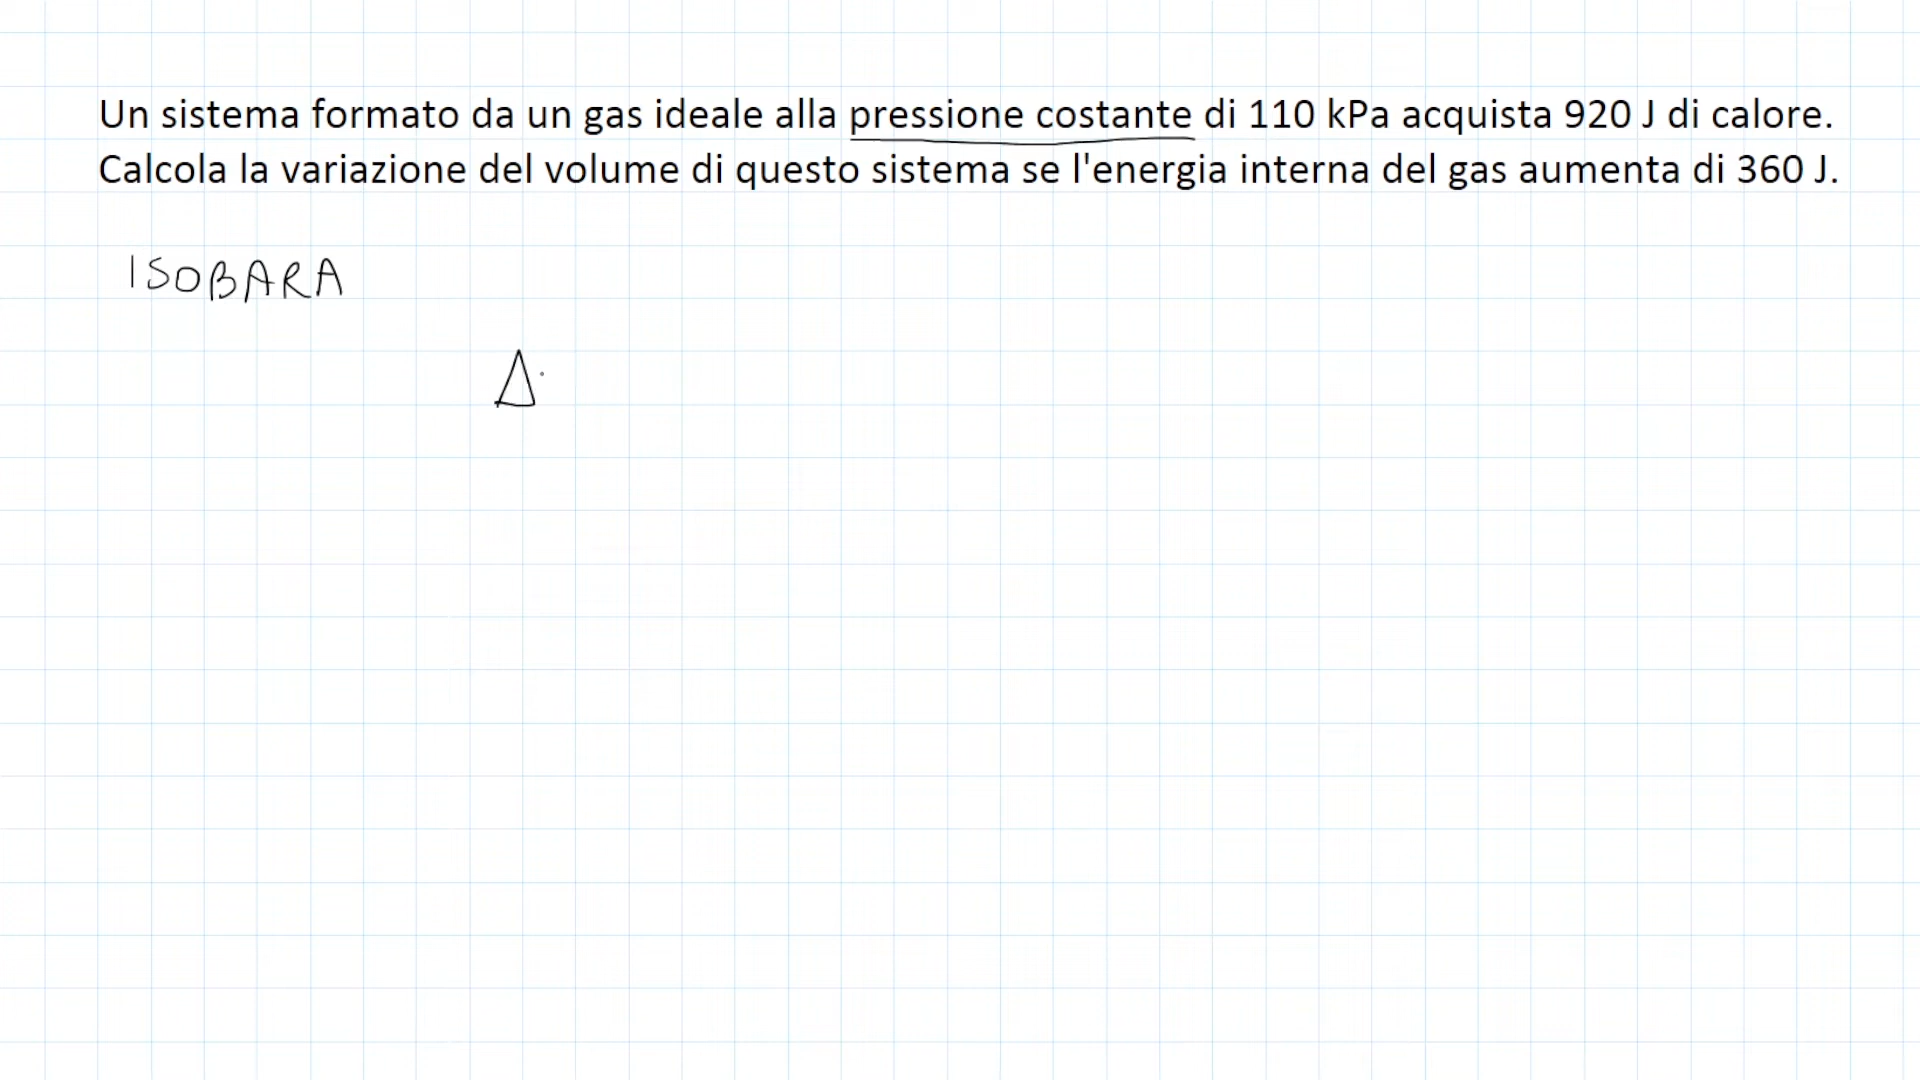 Un sistema formato da un gas ideale alla pressione costante di 110 kPa acquista 920 J di calore.
Calcola la variazione del volume di questo sistema se l'energia interna del gas aumenta di 360 J.
ISOBARA
Δ